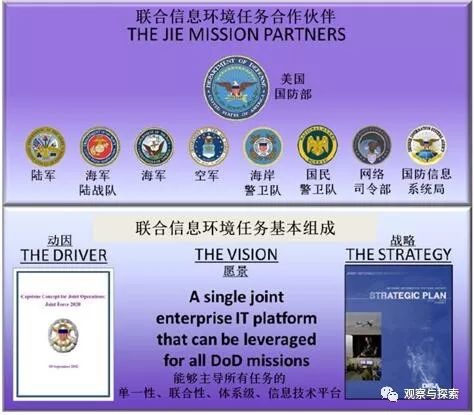 联合信息环境任务合作伙伴
THE JIE MISSION PARTNERS
DEPARTMENT OF DEFENSE
美国
国防部
陆军
海军
陆战队
海军
空军
海岸
警卫队
国民
警卫队
网络
司令部
国防信息
系统局
联合信息环境任务基本组成
动因
THE DRIVER
Capstone Concept for Joint Operations:
Joint Force 2020
10 September 2012
THE VISION
愿景
A single joint
enterprise IT platform
that can be leveraged
for all DoD missions
能够主导所有任务的
单一性、联合性、体系级、信息技术平台
战略
THE STRATEGY
STRATEGIC PLAN
DISA
观察与探索